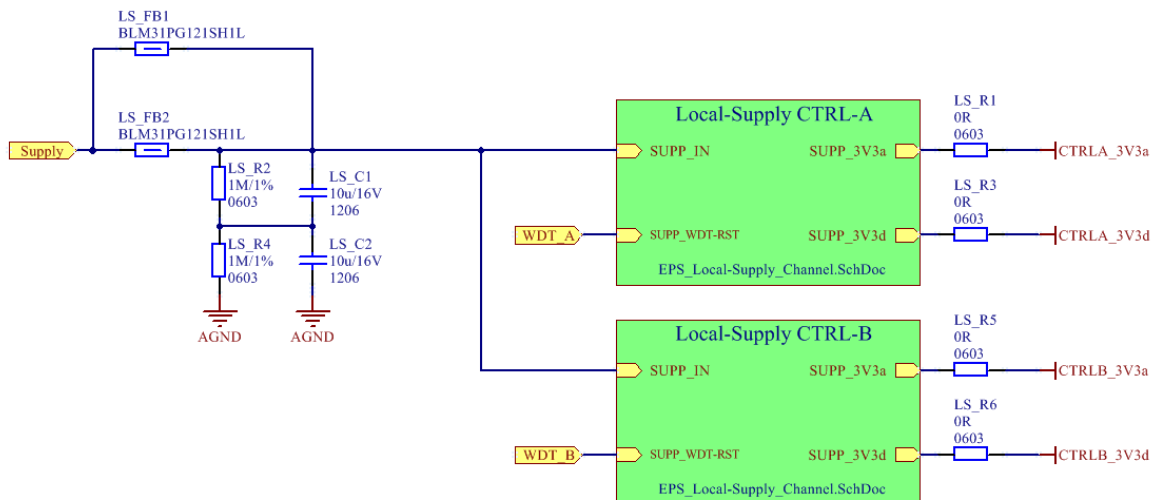 LS_FB1
BLM31PG121SH1L
LS_FB2
BLM31PG121SH1L
Supply
LS_R2
1M/1%
0603
LS_C1
10u/16V
1206
LS_R4
1M/1%
0603
LS_C2
10u/16V
1206
AGND
AGND
Local-Supply CTRL-A
SUPP_IN
SUPP_3V3a
WDT_A
SUPP_WDT-RST
SUPP_3V3d
EPS_Local-Supply_Channel.SchDoc
LS_R1
0R
0603
CTRLA_3V3a
LS_R3
0R
0603
CTRLA_3V3d
Local-Supply CTRL-B
SUPP_IN
SUPP_3V3a
WDT_B
SUPP_WDT-RST
SUPP_3V3d
EPS_Local-Supply_Channel.SchDoc
LS_R5
0R
0603
CTRLB_3V3a
LS_R6
0R
0603
CTRLB_3V3d